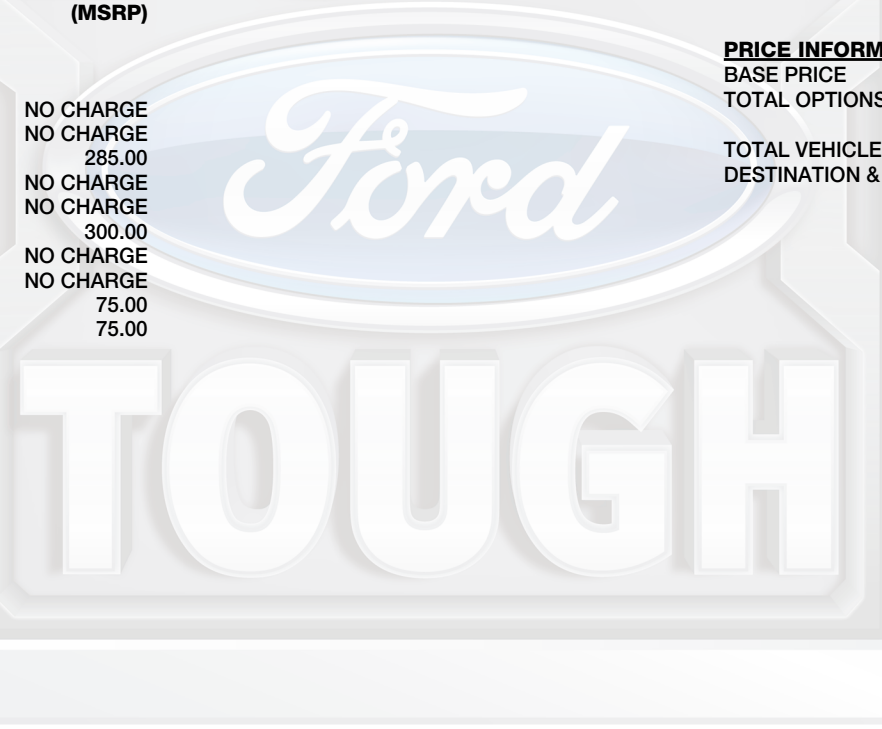 (MSRP)
NO CHARGE
NO CHARGE
285.00
NO CHARGE
NO CHARGE
300.00
NO CHARGE
NO CHARGE
75.00
75.00
PRICE INFORM
BASE PRICE
TOTAL OPTIONS
TOTAL VEHICLE
DESTINATION &
Ford
TOUGH